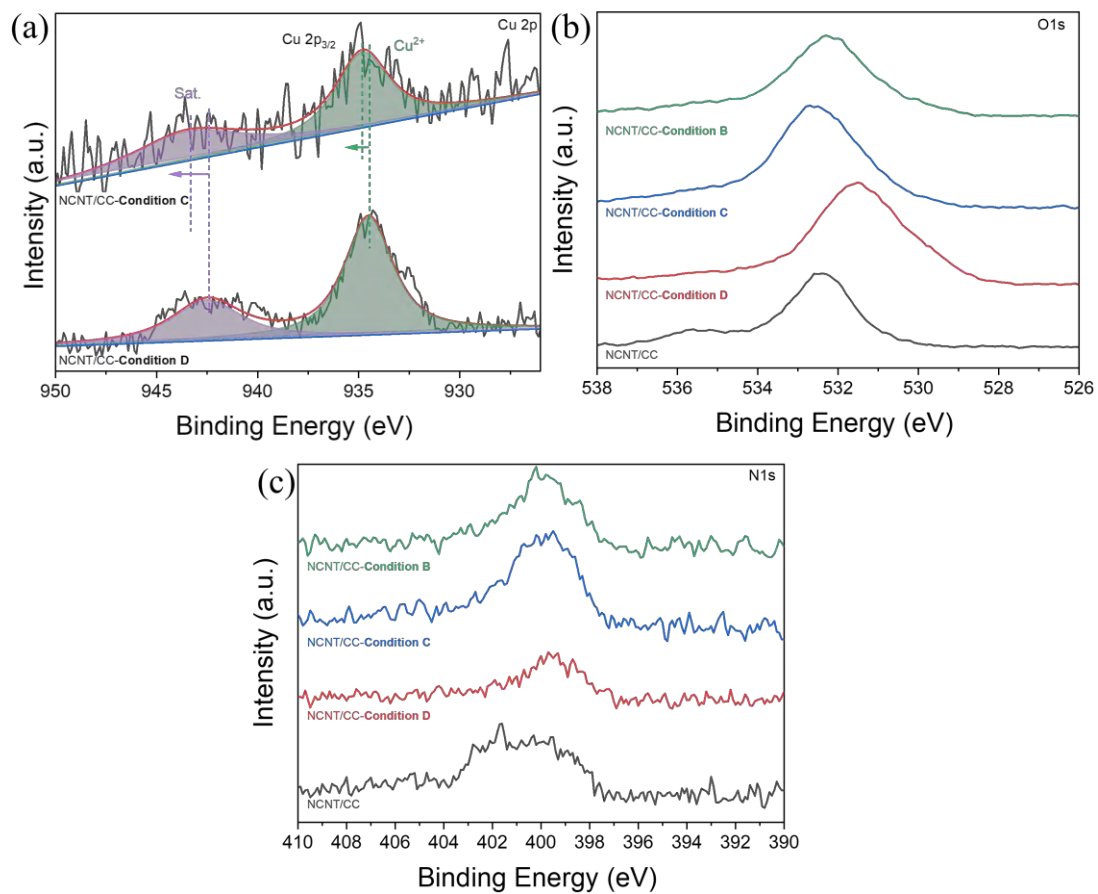 (a)
Cu 2p
Cu 2p3/2
Cu2+
Sat.
NCNT/CC-Condition C
NCNT/CC-Condition D
Intensity (a.u.)
950 945 940 935 930
Binding Energy (eV)
(b)
O1s
NCNT/CC-Condition B
NCNT/CC-Condition C
NCNT/CC-Condition D
NCNT/CC
Intensity (a.u.)
538 536 534 532 530 528 526
Binding Energy (eV)
(c)
N1s
NCNT/CC-Condition B
NCNT/CC-Condition C
NCNT/CC-Condition D
NCNT/CC
Intensity (a.u.)
410 408 406 404 402 400 398 396 394 392 390
Binding Energy (eV)